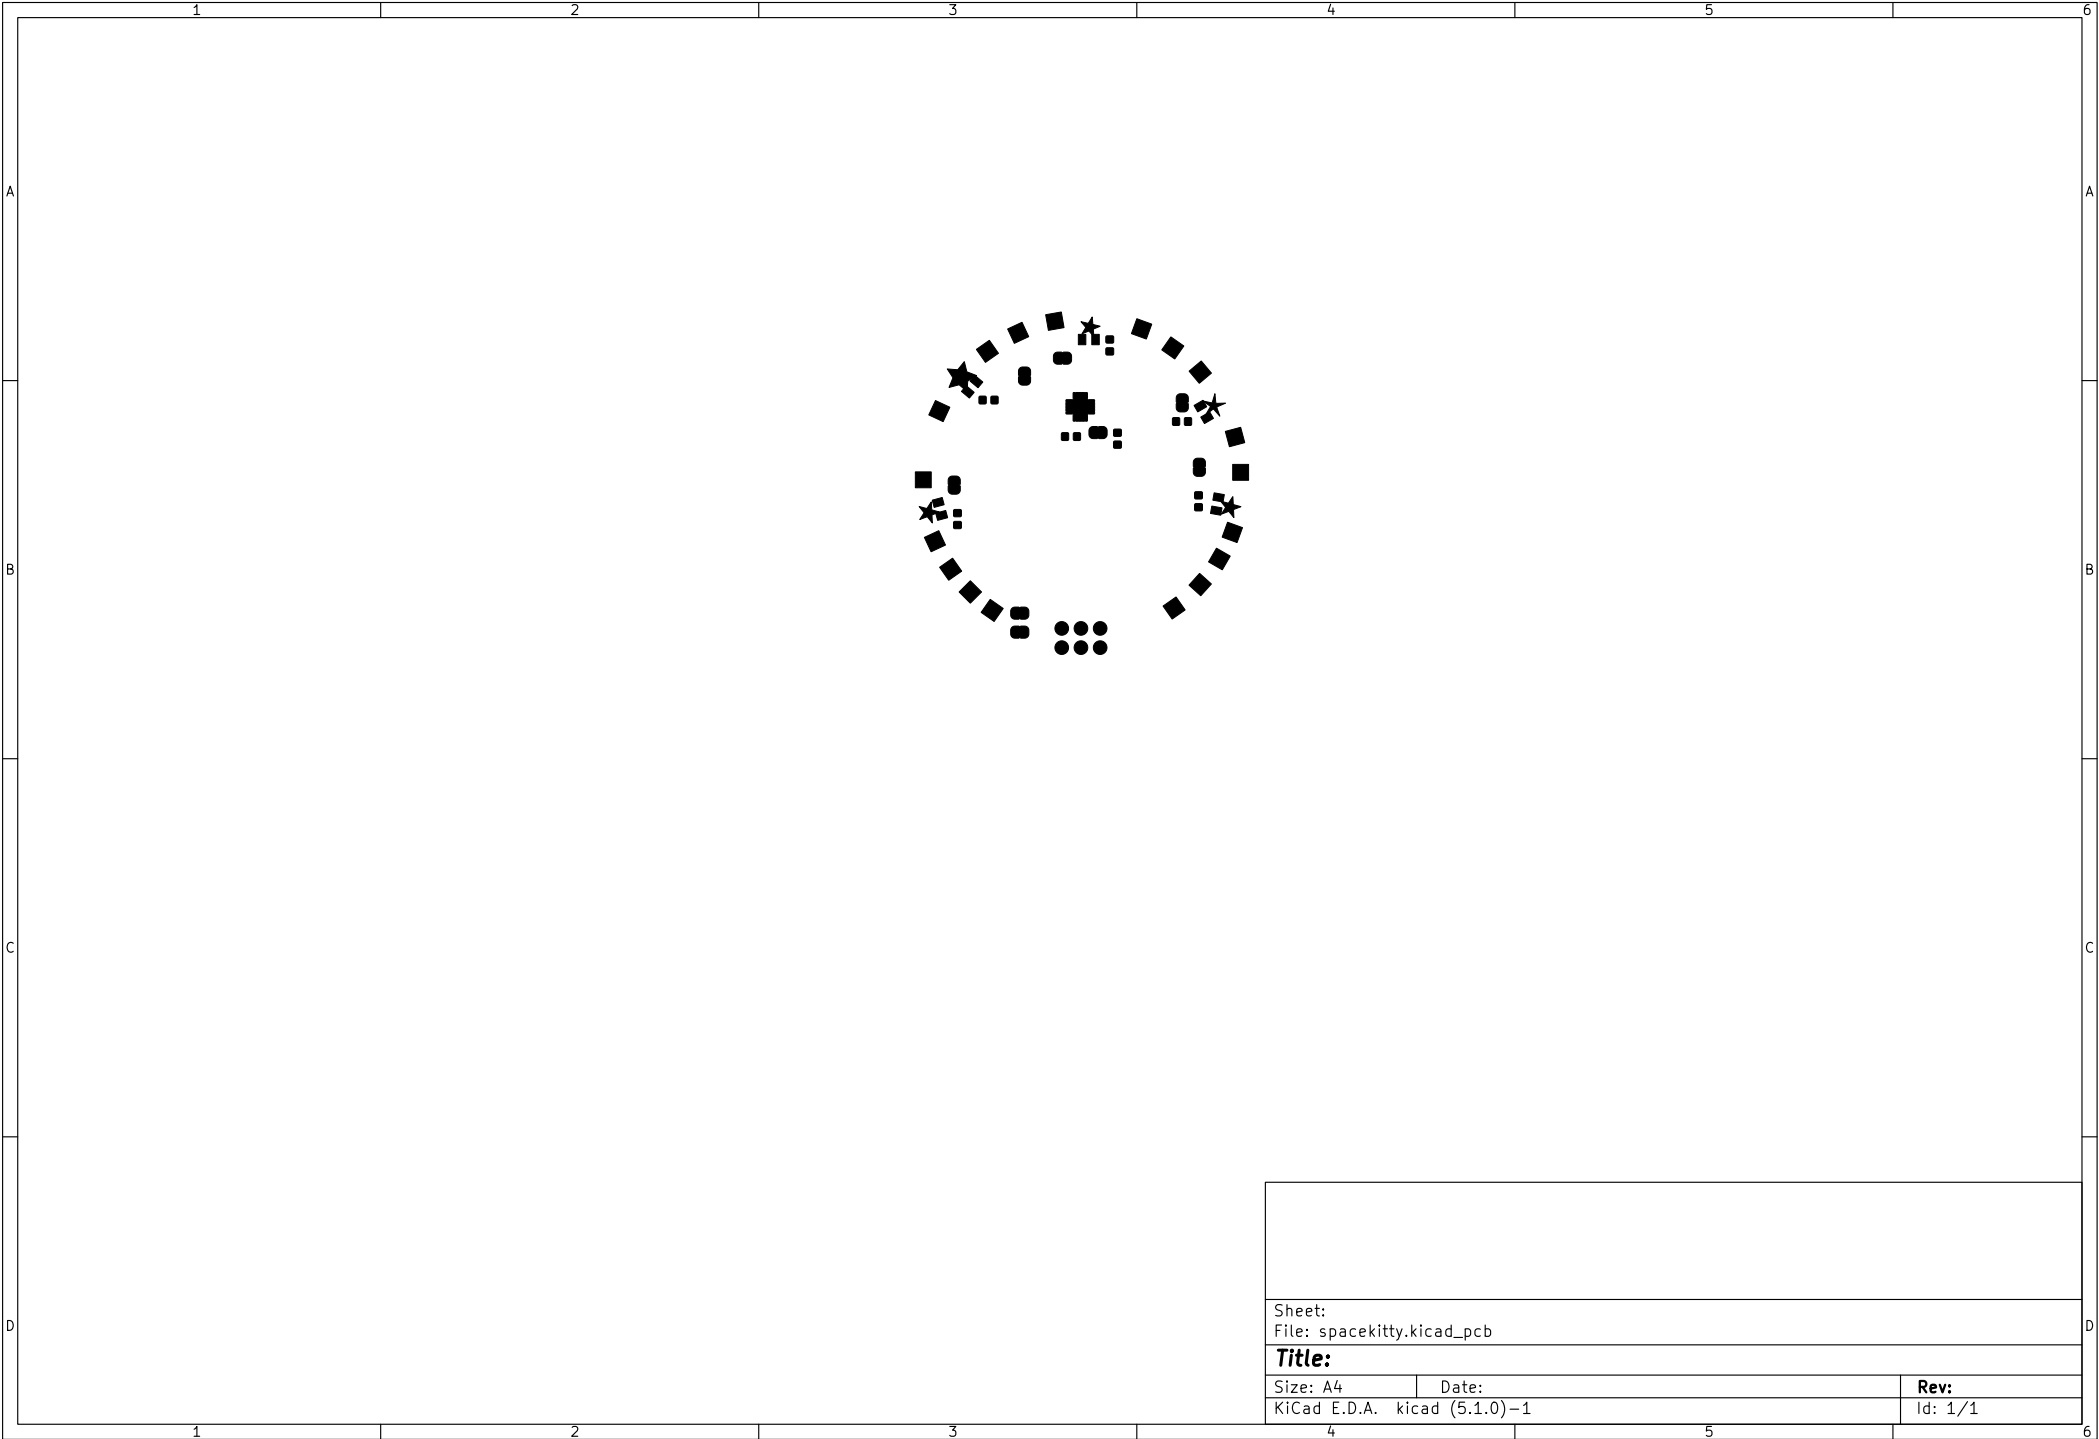 1 2 3 4 5 6
A A
B B
C C
D D
Sheet:
File: spacekitty.kicad_pcb
Title:
Size: A4 Date: Rev:
KiCad E.D.A. kicad (5.1.0)-1 Id: 1/1
1 2 3 4 5 6